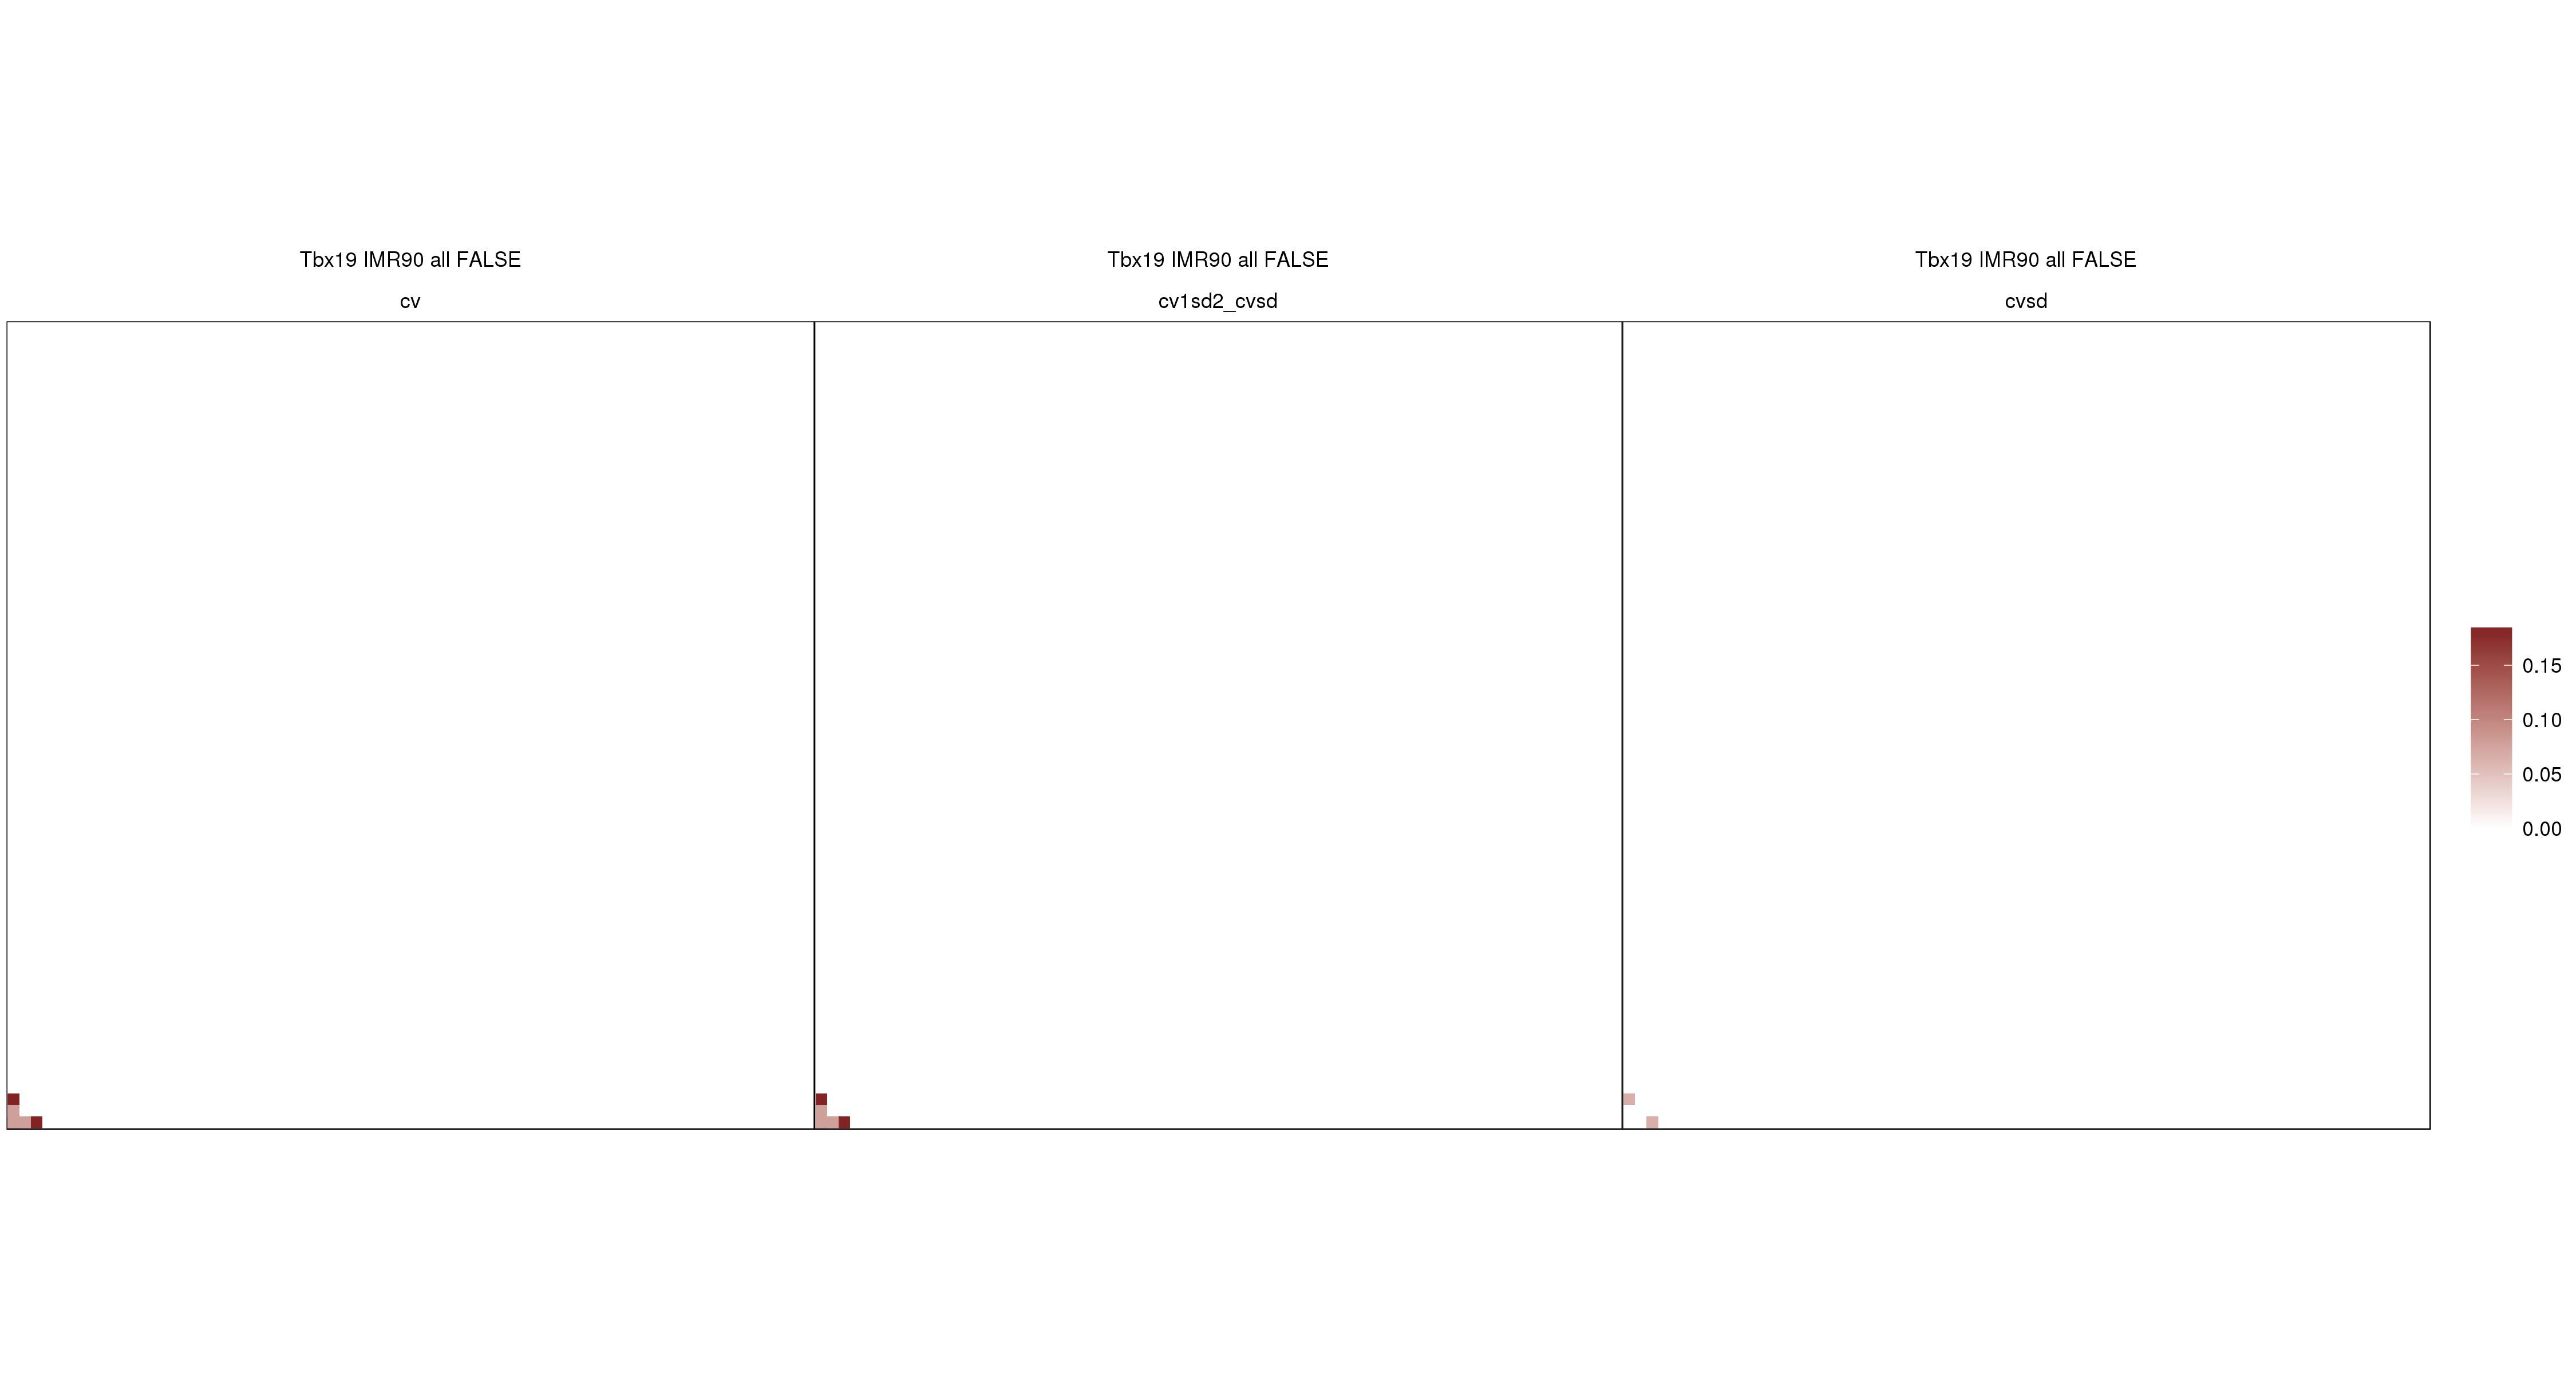 Tbx19 IMR90 all FALSE
cv
Tbx19 IMR90 all FALSE
cv1sd2_cvsd
Tbx19 IMR90 all FALSE
cvsd
0.15
0.10
0.05
0.00